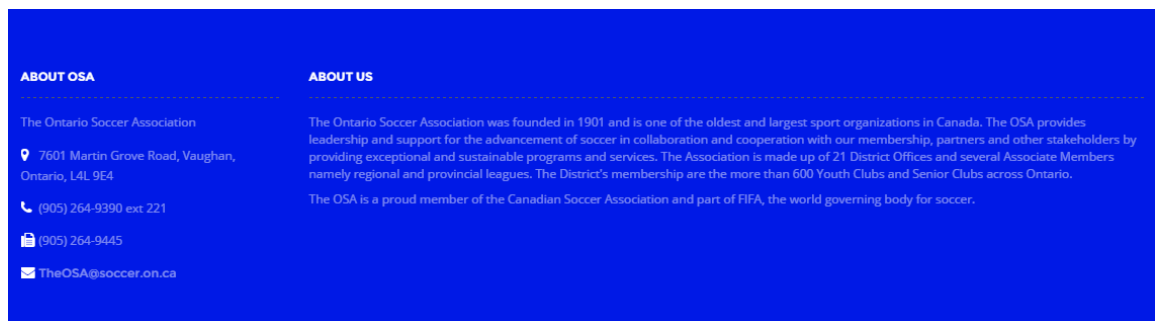 ABOUT OSA
The Ontario Soccer Association
7601 Martin Grove Road, Vaughan,
Ontario, L4L 9E4
(905) 264-9390 ext 221
(905) 264-9445
TheOSA@soccer.on.ca
ABOUT US
The Ontario Soccer Association was founded in 1901 and is one of the oldest and largest sport organizations in Canada. The OSA provides
leadership and support for the advancement of soccer in collaboration and cooperation with our membership, partners and other stakeholders by
providing exceptional and sustainable programs and services. The Association is made up of 21 District Offices and several Associate Members
namely regional and provincial leagues. The District's membership are the more than 600 Youth Clubs and Senior Clubs across Ontario.
The OSA is a proud member of the Canadian Soccer Association and part of FIFA, the world governing body for soccer.